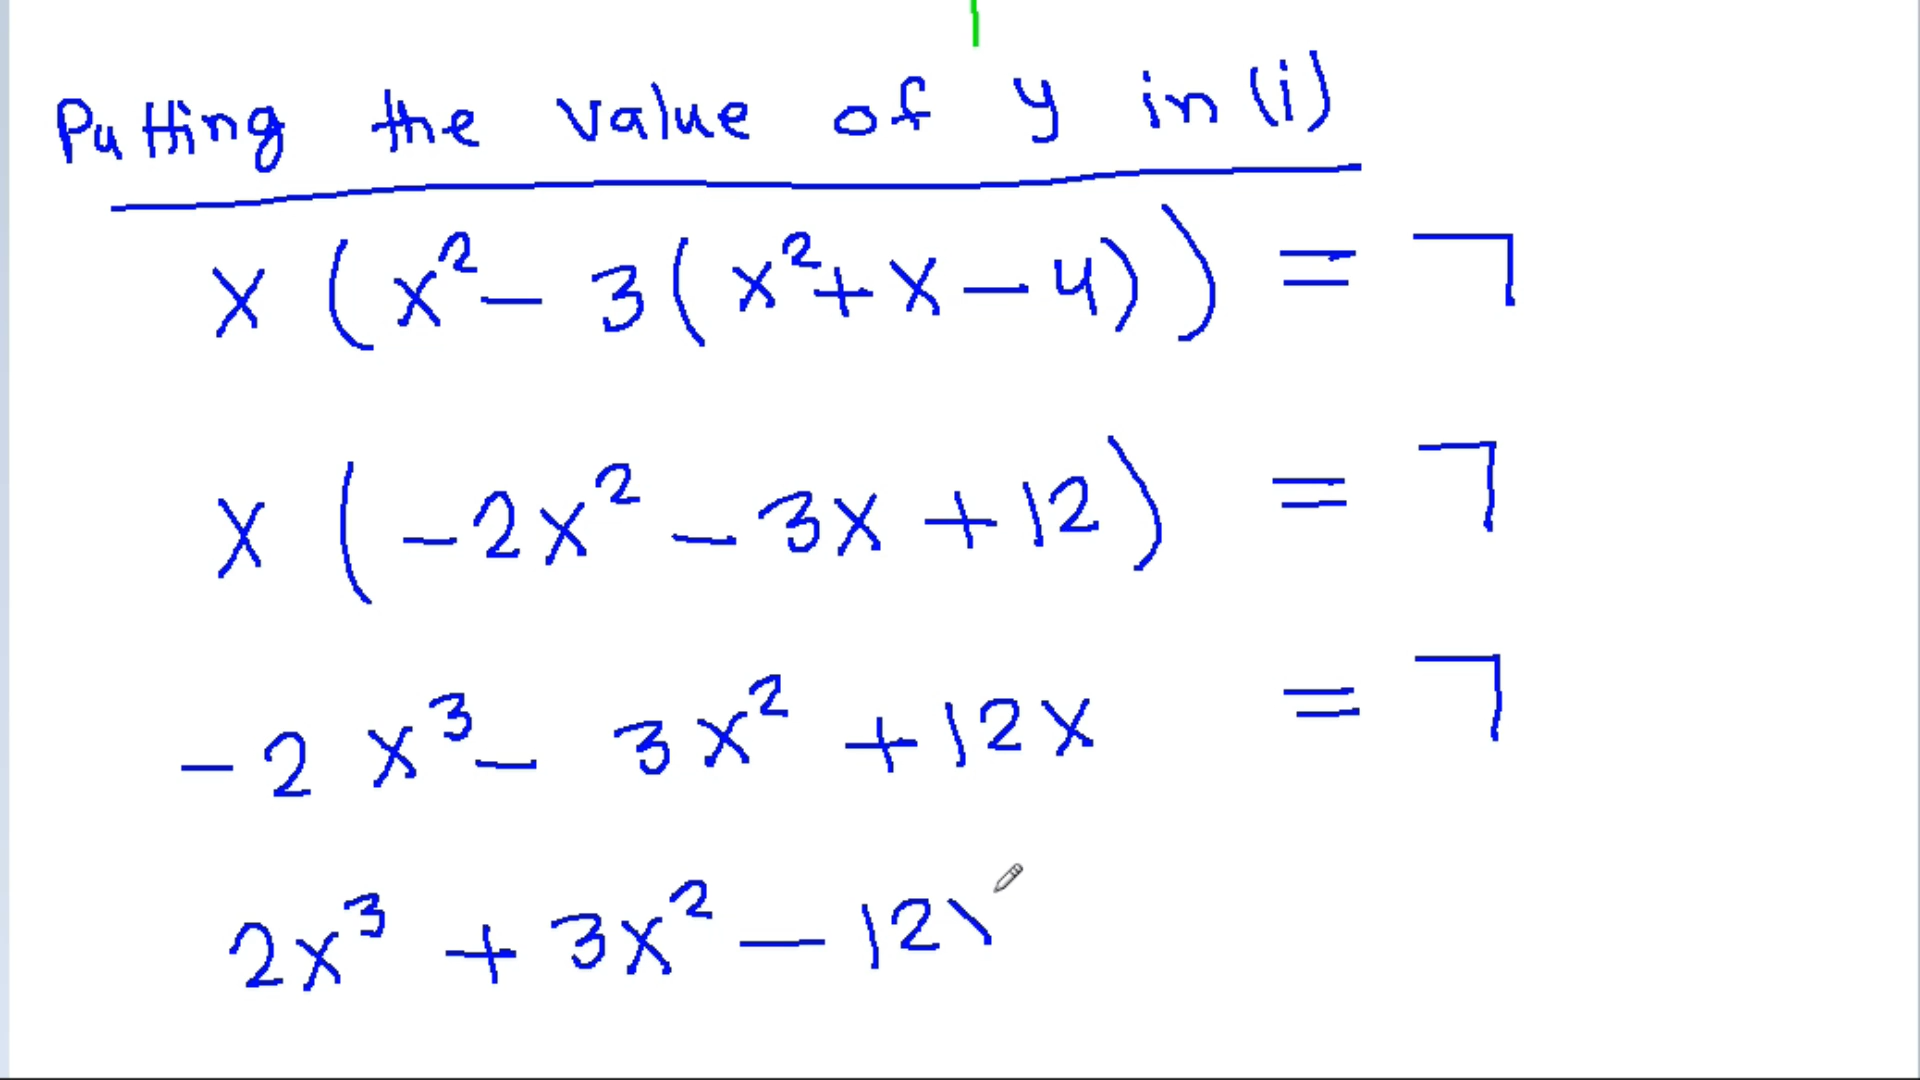 Putting the value of y in (i)
x (x² - 3(x² + x - 4)) = 7
x (-2x² - 3x + 12) = 7
-2x³ - 3x² + 12x = 7
2x³ + 3x² - 12